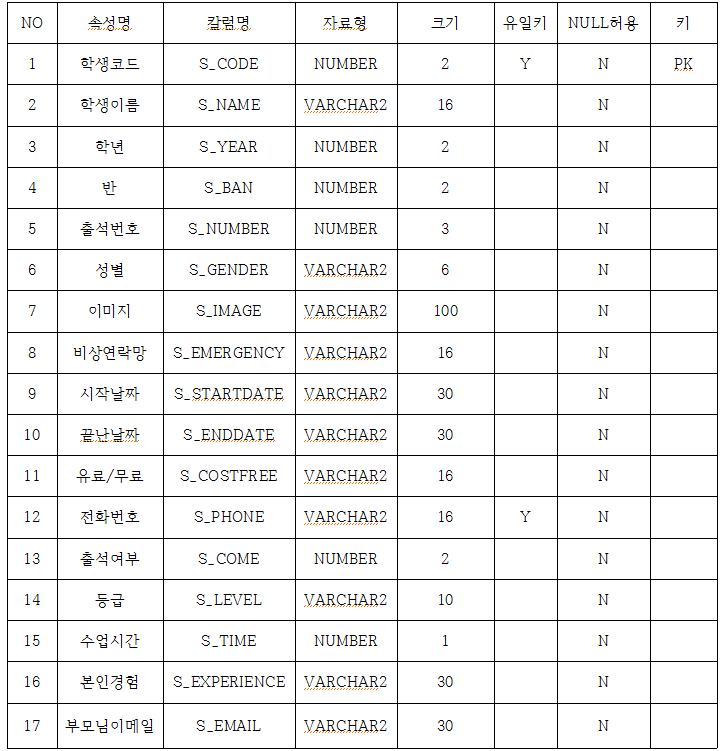 NO 속성명 칼럼명 자료형 크기 유일키 NULL허용 키
1 학생코드 S_CODE NUMBER 2 Y N PK
2 학생이름 S_NAME VARCHAR2 16 N
3 학년 S_YEAR NUMBER 2 N
4 반 S_BAN NUMBER 2 N
5 출석번호 S_NUMBER NUMBER 3 N
6 성별 S_GENDER VARCHAR2 6 N
7 이미지 S_IMAGE VARCHAR2 100 N
8 비상연락망 S_EMERGENCY VARCHAR2 16 N
9 시작날짜 S_STARTDATE VARCHAR2 30 N
10 끝난날짜 S_ENDDATE VARCHAR2 30 N
11 유료/무료 S_COSTFREE VARCHAR2 16 N
12 전화번호 S_PHONE VARCHAR2 16 Y N
13 출석여부 S_COME NUMBER 2 N
14 등급 S_LEVEL VARCHAR2 10 N
15 수업시간 S_TIME NUMBER 1 N
16 본인경험 S_EXPERIENCE VARCHAR2 30 N
17 부모님이메일 S_EMAIL VARCHAR2 30 N